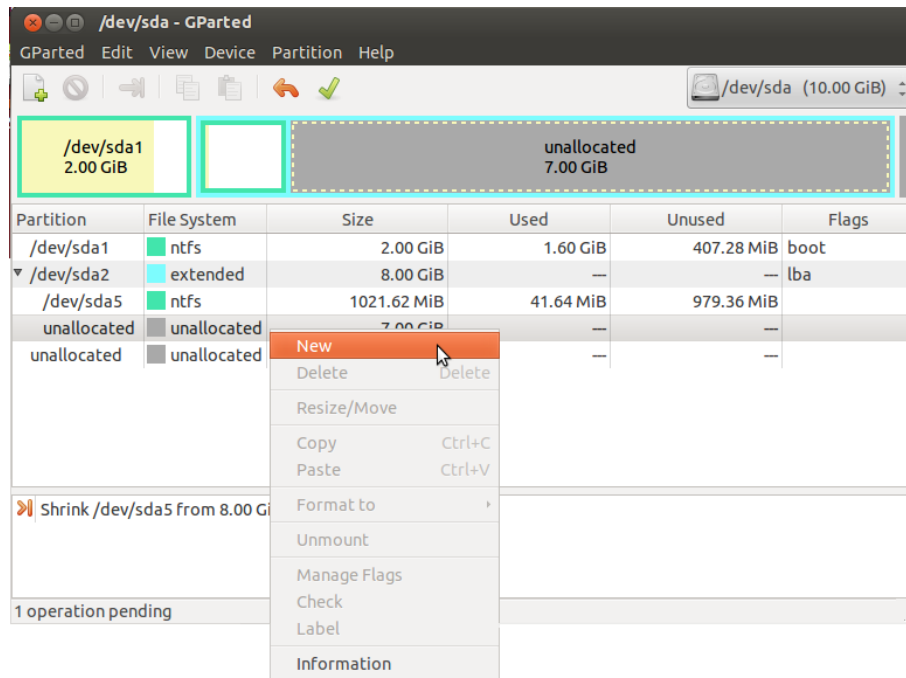 /dev/sda - GParted
GParted Edit View Device Partition Help
/dev/sda (10.00 GiB)
/dev/sda1
2.00 GiB
unallocated
7.00 GiB
Partition File System Size Used Unused Flags
/dev/sda1 ntfs 2.00 GiB 1.60 GiB 407.28 MiB boot
/dev/sda2 extended 8.00 GiB --- --- lba
/dev/sda5 ntfs 1021.62 MiB 41.64 MiB 979.36 MiB
unallocated unallocated 7.00 GiB --- ---
unallocated unallocated --- ---
New
Delete Delete
Resize/Move
Copy Ctrl+C
Paste Ctrl+V
Format to
Unmount
Manage Flags
Check
Label
Information
Shrink /dev/sda5 from 8.00 Gi
1 operation pending